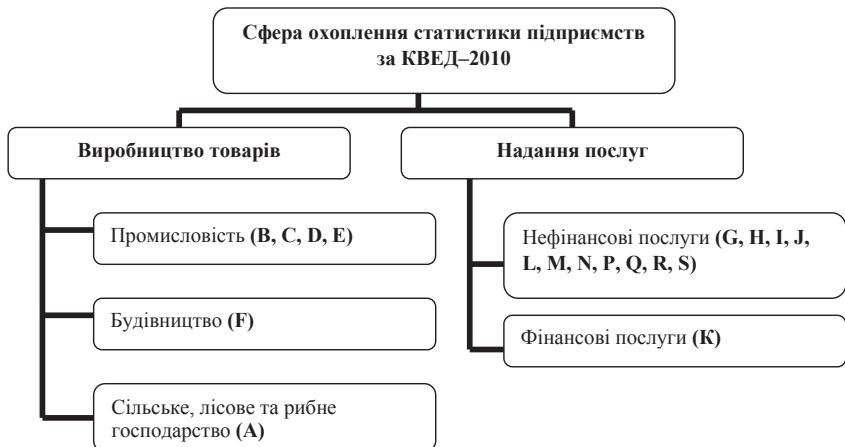 Сфера охоплення статистики підприємств
за КВЕД–2010
Виробництво товарів
Надання послуг
Промисловість (B, C, D, E)
Нефінансові послуги (G, H, I, J,
L, M, N, P, Q, R, S)
Будівництво (F)
Фінансові послуги (К)
Сільське, лісове та рибне
господарство (А)